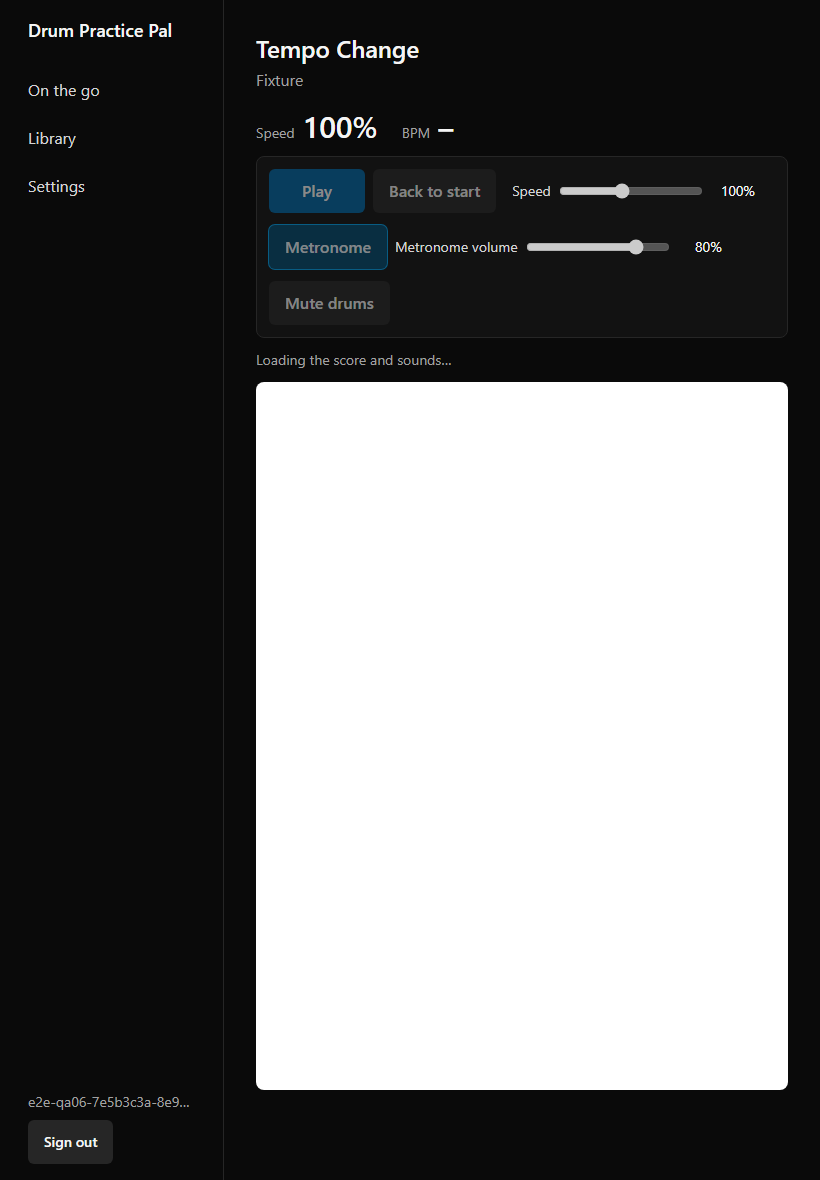 Drum Practice Pal
On the go
Library
Settings
Tempo Change
Fixture
Speed 100% BPM –
Play Back to start Speed 100%
Metronome Metronome volume 80%
Mute drums
Loading the score and sounds...
e2e-qa06-7e5b3c3a-8e9...
Sign out